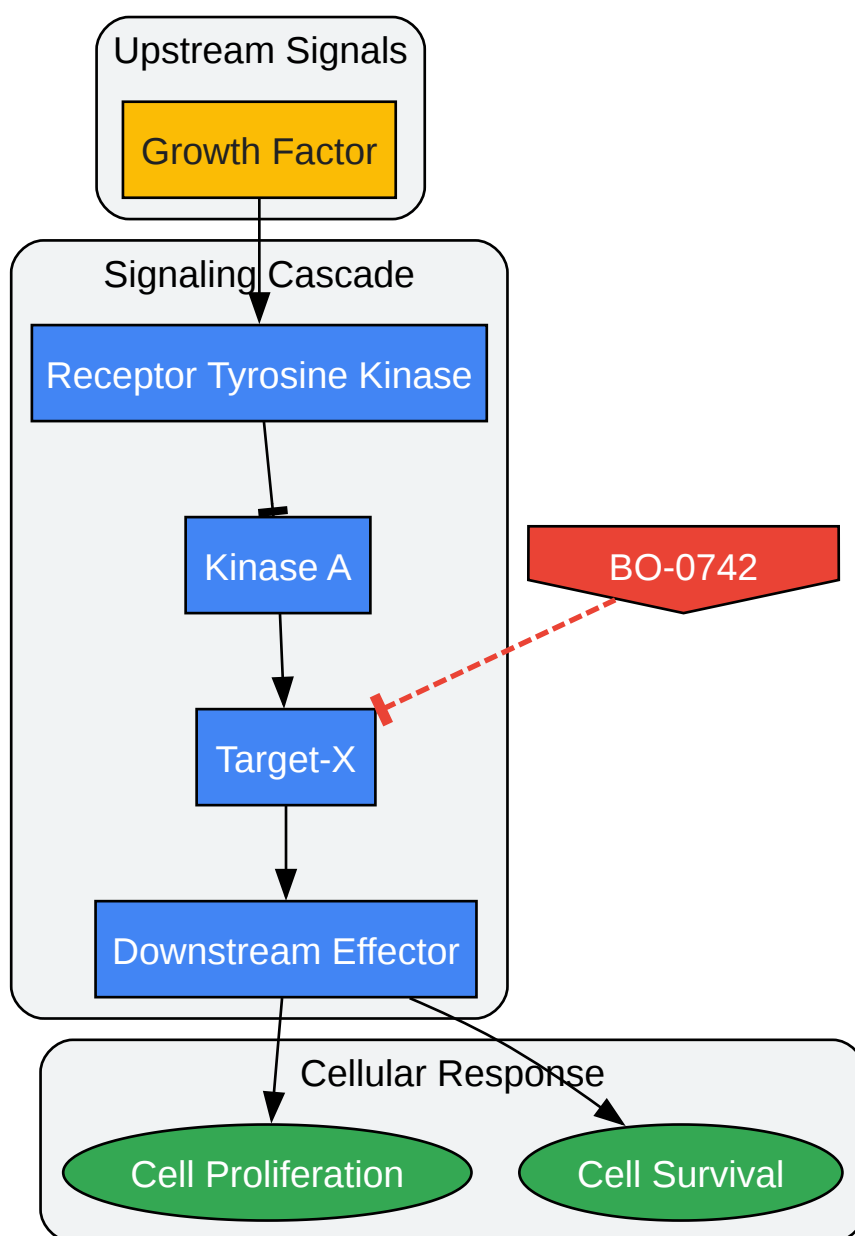 Upstream Signals
Growth Factor
Signaling Cascade
Receptor Tyrosine Kinase
Kinase A
BO-0742
Target-X
Downstream Effector
Cellular Response
Cell Proliferation
Cell Survival